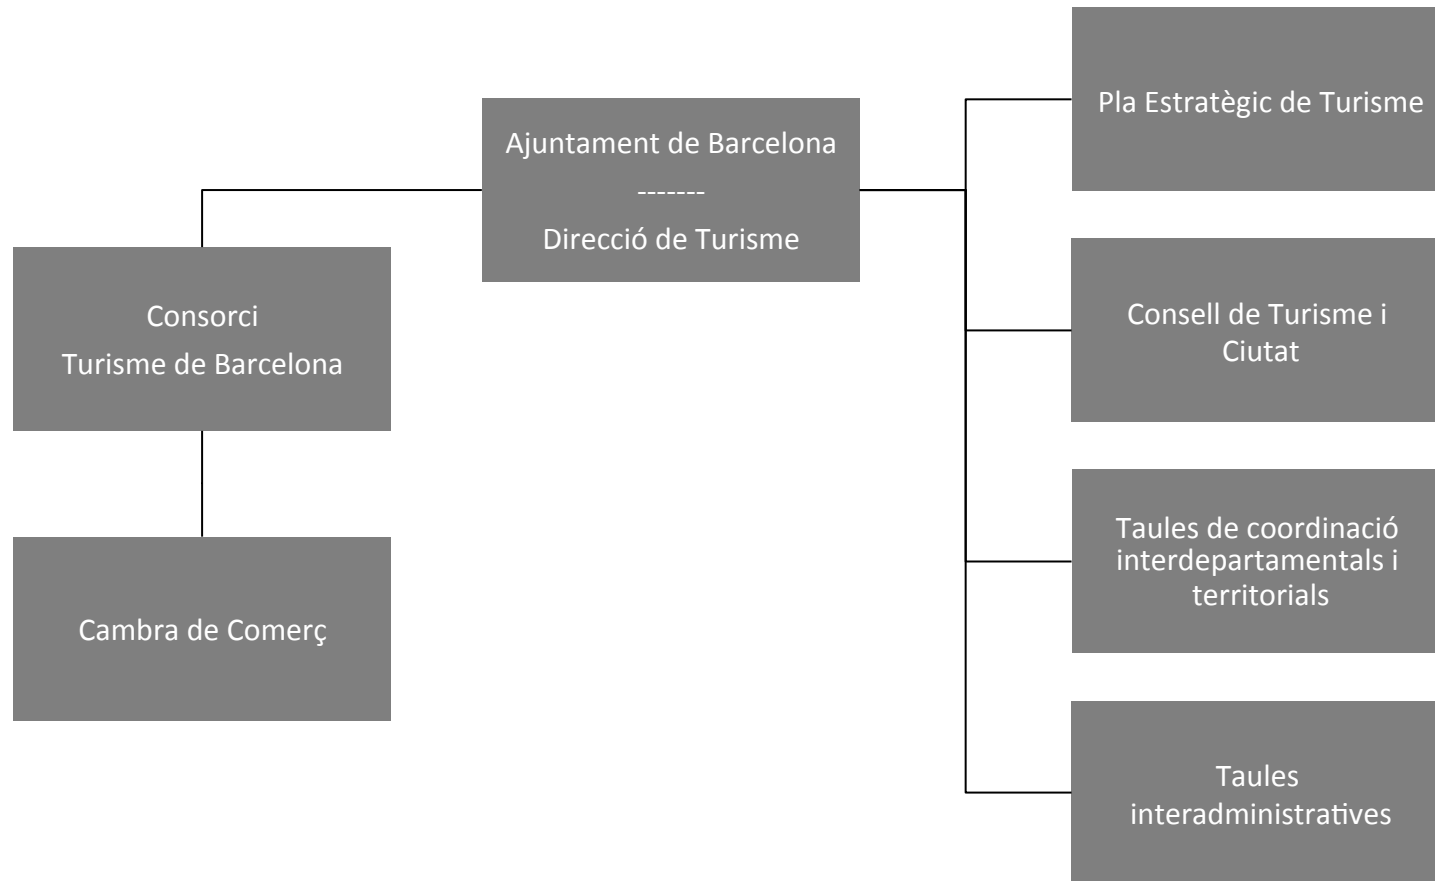 Pla Estratègic de Turisme
Ajuntament de Barcelona
-------
Direcció de Turisme
Consorci
Turisme de Barcelona
Consell de Turisme i
Ciutat
Taules de coordinació
interdepartamentals i
territorials
Cambra de Comerç
Taules
interadministratives